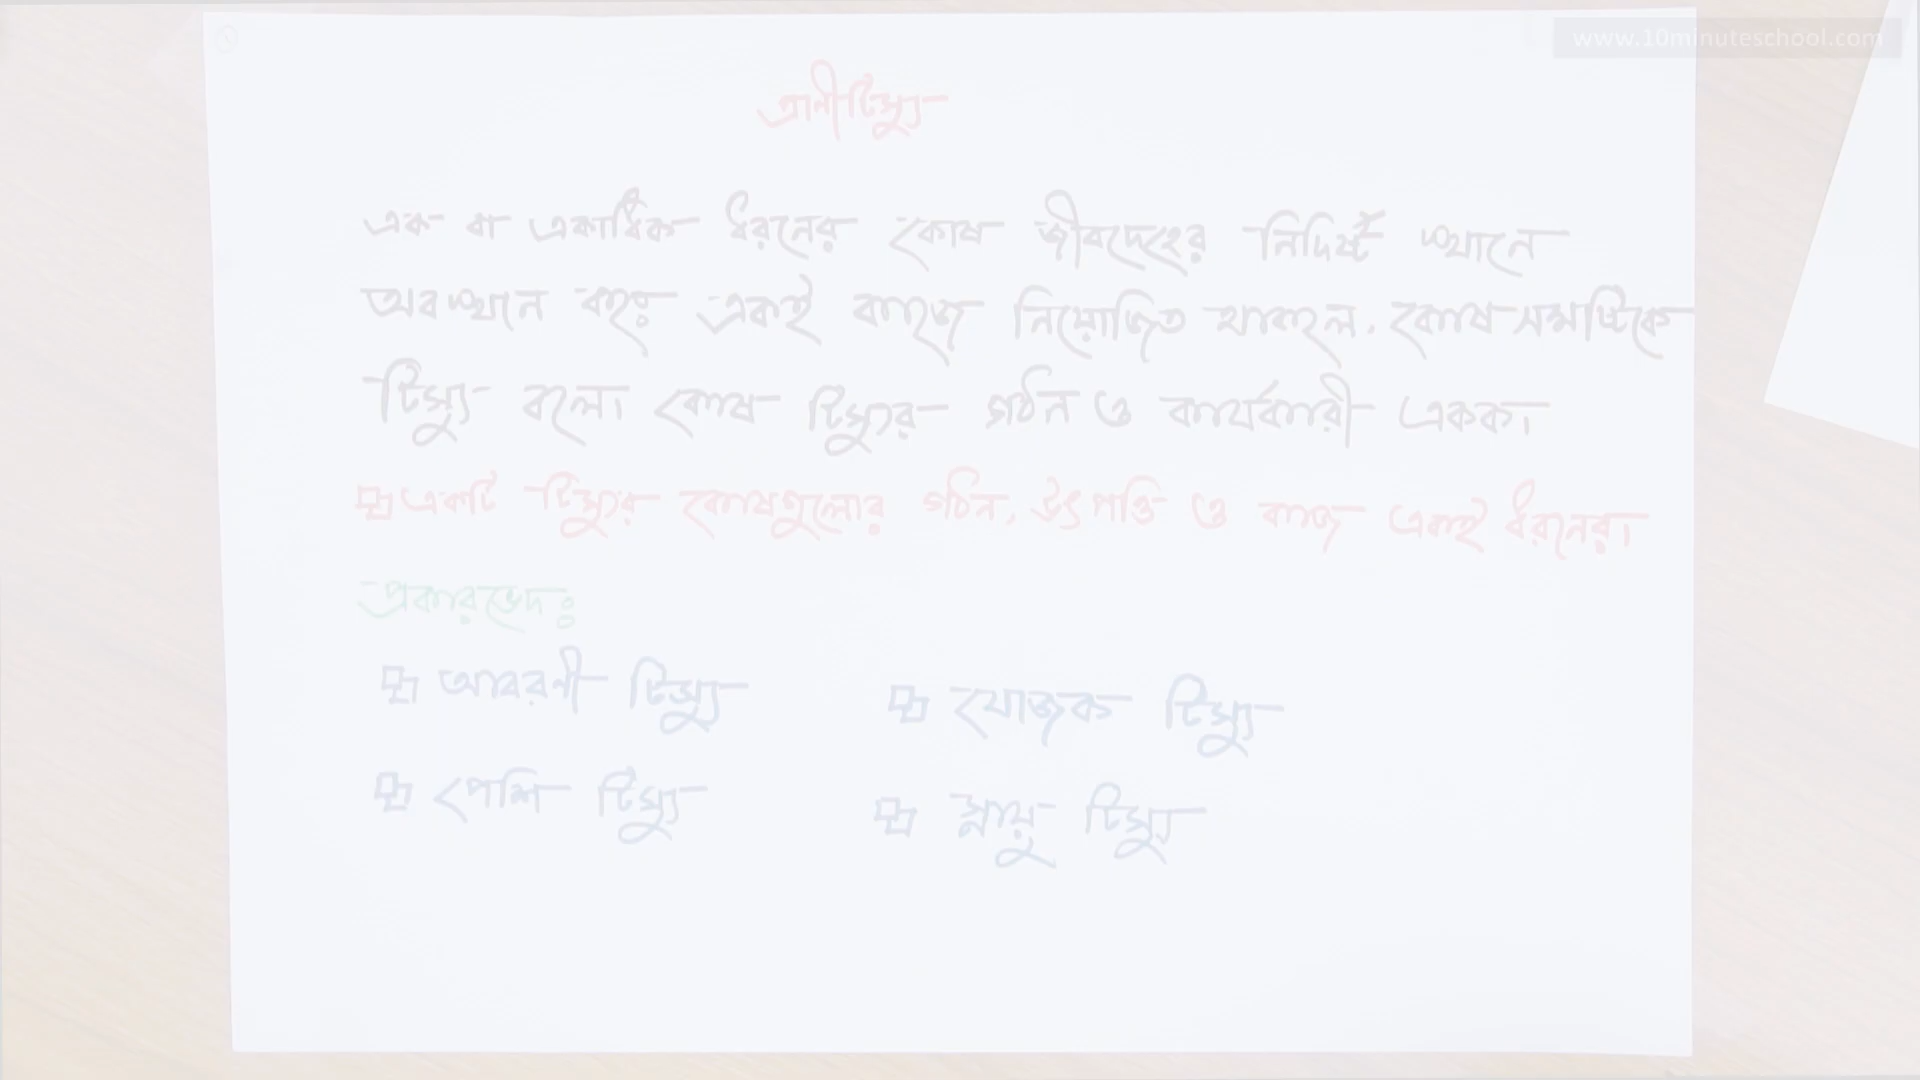 www.10minuteschool.com
প্রাণীটিস্যু
এক বা একাধিক ধরনের কোষ জীবদেহের নির্দিষ্ট স্থানে
অবস্থান করে একই কাজে নিয়োজিত থাকলে, কোষ সমষ্টিকে
টিস্যু বলে। কোষ টিস্যুর গঠন ও কার্যকারী একক।
একটি টিস্যুর কোষগুলোর গঠন, উৎপত্তি ও কাজ একই ধরনের।
প্রকারভেদঃ
আবরণী টিস্যু যোজক টিস্যু
পেশি টিস্যু স্নায়ু টিস্যু